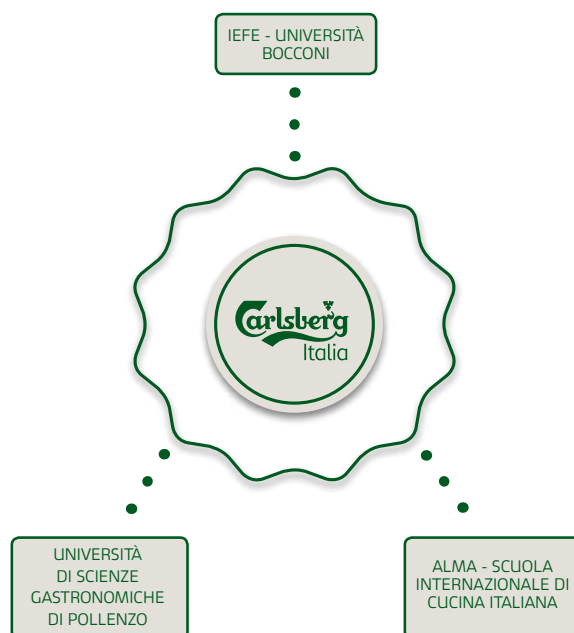 IEFE - UNIVERSITÀ
BOCCONI
Carlsberg
Italia
UNIVERSITÀ
DI SCIENZE
GASTRONOMICHE
DI POLLENZO
ALMA - SCUOLA
INTERNAZIONALE DI
CUCINA ITALIANA